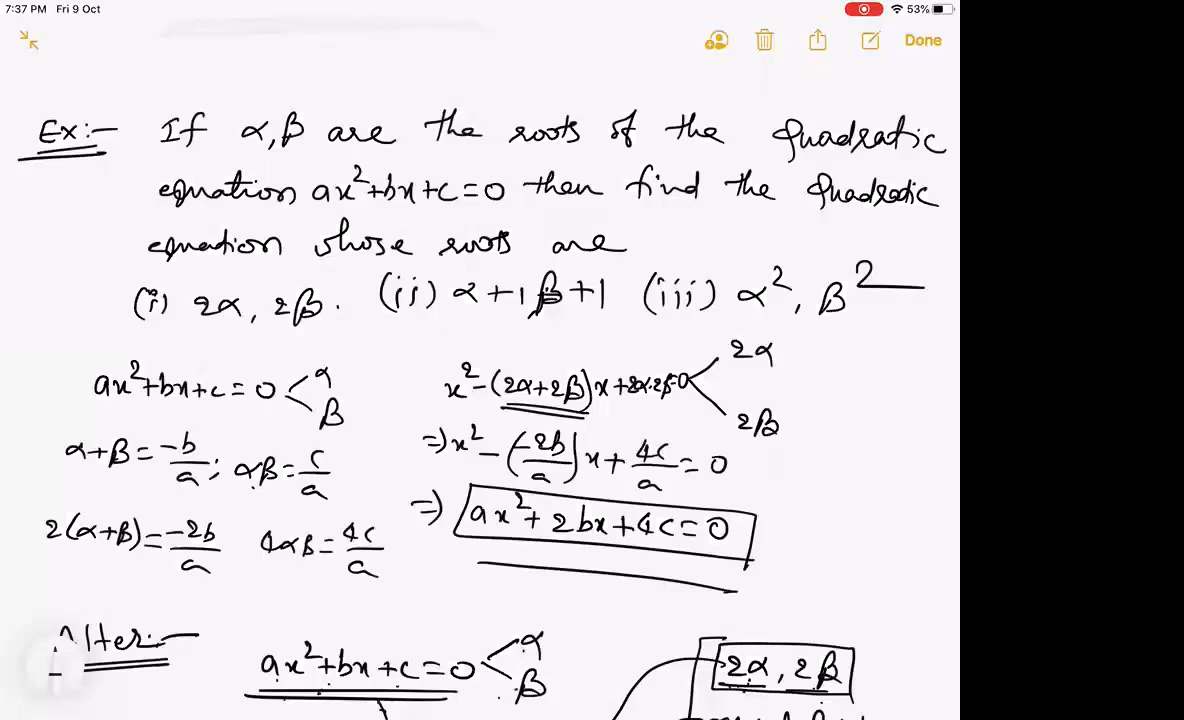 7:37 PM Fri 9 Oct
53%
Done
Ex:- If α,β are the roots of the quadratic
equation ax²+bx+c=0 then find the quadratic
equation whose roots are
(i) 2α, 2β. (ii) α+1 β+1 (iii) α², β²
ax²+bx+c=0 α β
x²-(2α+2β)x+2α.2β=0 2α 2β
α+β=-b/a; αβ=c/a
⇒x²-(-2b/a)x+4c/a=0
2(α+β)=-2b/a 4αβ=4c/a
⇒ ax²+2bx+4c=0
Alter:-
ax²+bx+c=0 α β
2α, 2β